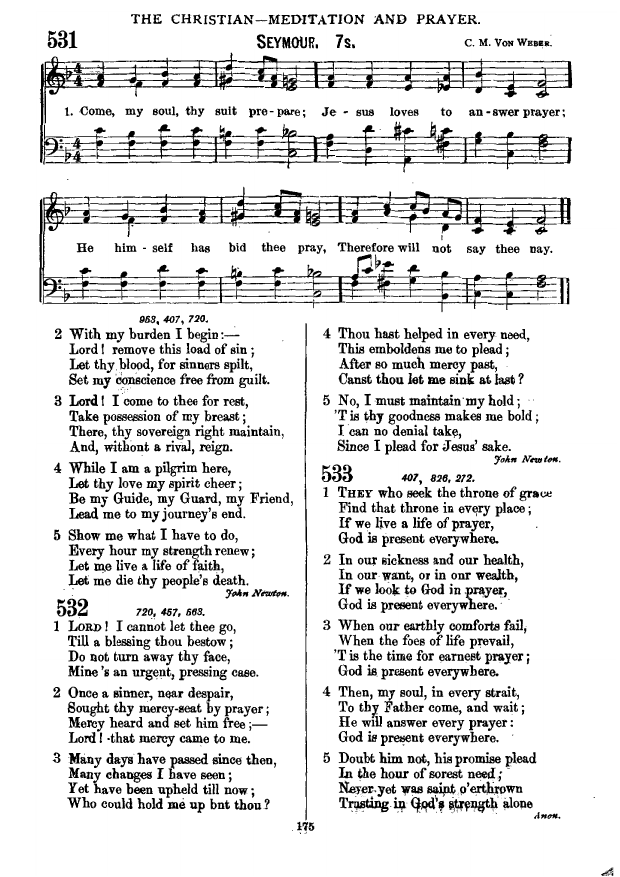 THE CHRISTIAN—MEDITATION AND PRAYER.
531
SEYMOUR. 7s.
C. M. VON WEBER.
1. Come, my soul, thy suit pre-pare; Je-sus loves to an-swer prayer;
He him-self has bid thee pray, Therefore will not say thee nay.
953, 407, 720.
2 With my burden I begin:—
Lord! remove this load of sin;
Let thy blood, for sinners spilt,
Set my conscience free from guilt.
3 Lord! I come to thee for rest,
Take possession of my breast;
There, thy sovereign right maintain,
And, without a rival, reign.
4 While I am a pilgrim here,
Let thy love my spirit cheer;
Be my Guide, my Guard, my Friend,
Lead me to my journey's end.
5 Show me what I have to do,
Every hour my strength renew;
Let me live a life of faith,
Let me die thy people's death.
John Newton.
532
720, 457, 563.
1 LORD! I cannot let thee go,
Till a blessing thou bestow;
Do not turn away thy face,
Mine's an urgent, pressing case.
2 Once a sinner, near despair,
Sought thy mercy-seat by prayer;
Mercy heard and set him free;—
Lord! that mercy came to me.
3 Many days have passed since then,
Many changes I have seen;
Yet have been upheld till now;
Who could hold me up but thou?
4 Thou hast helped in every need,
This emboldens me to plead;
After so much mercy past,
Canst thou let me sink at last?
5 No, I must maintain my hold;
'T is thy goodness makes me bold;
I can no denial take,
Since I plead for Jesus' sake.
John Newton.
533
407, 826, 272.
1 THEY who seek the throne of grace
Find that throne in every place;
If we live a life of prayer,
God is present everywhere.
2 In our sickness and our health,
In our want, or in our wealth,
If we look to God in prayer,
God is present everywhere.
3 When our earthly comforts fail,
When the foes of life prevail,
'T is the time for earnest prayer;
God is present everywhere.
4 Then, my soul, in every strait,
To thy Father come, and wait;
He will answer every prayer:
God is present everywhere.
5 Doubt him not, his promise plead
In the hour of sorest need;
Never yet was saint o'erthrown
Trusting in God's strength alone
Anon.
175